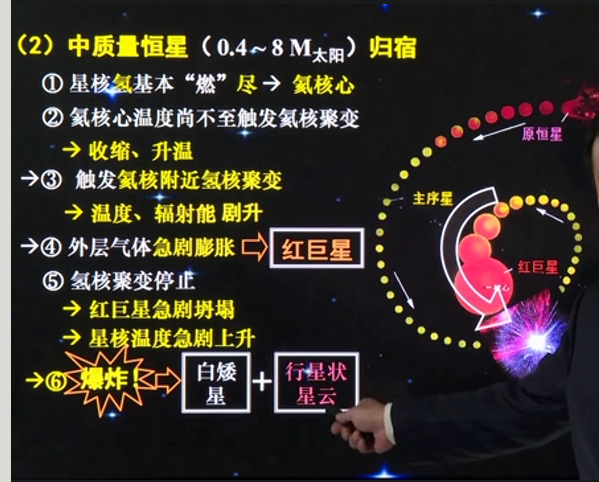 （2）中质量恒星（0.4～8 M太阳）归宿
① 星核氢基本“燃”尽→ 氦核心
② 氦核心温度尚不至触发氦核聚变
→ 收缩、升温
→③ 触发氦核附近氢核聚变
→ 温度、辐射能 剧升
→④ 外层气体急剧膨胀
红巨星
⑤ 氢核聚变停止
→ 红巨星急剧坍塌
→ 星核温度急剧上升
→⑥ 爆炸！
白矮
星
+
行星状
星云
原恒星
主序星
红巨星